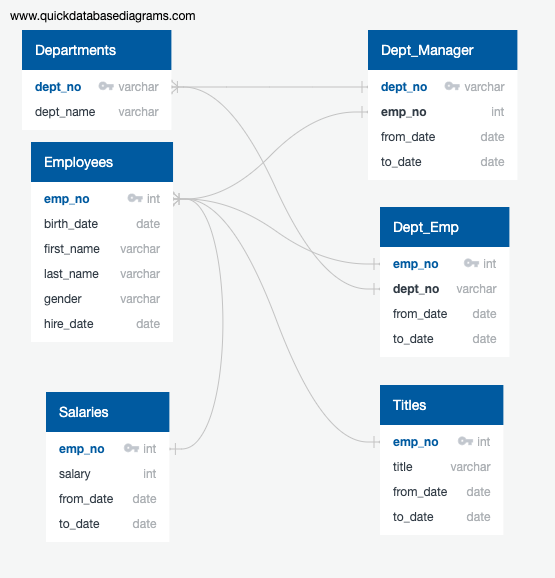 www.quickdatabasediagrams.com
Departments
dept_no varchar
dept_name varchar
Employees
emp_no int
birth_date date
first_name varchar
last_name varchar
gender varchar
hire_date date
Salaries
emp_no int
salary int
from_date date
to_date date
Dept_Manager
dept_no varchar
emp_no int
from_date date
to_date date
Dept_Emp
emp_no int
dept_no varchar
from_date date
to_date date
Titles
emp_no int
title varchar
from_date date
to_date date